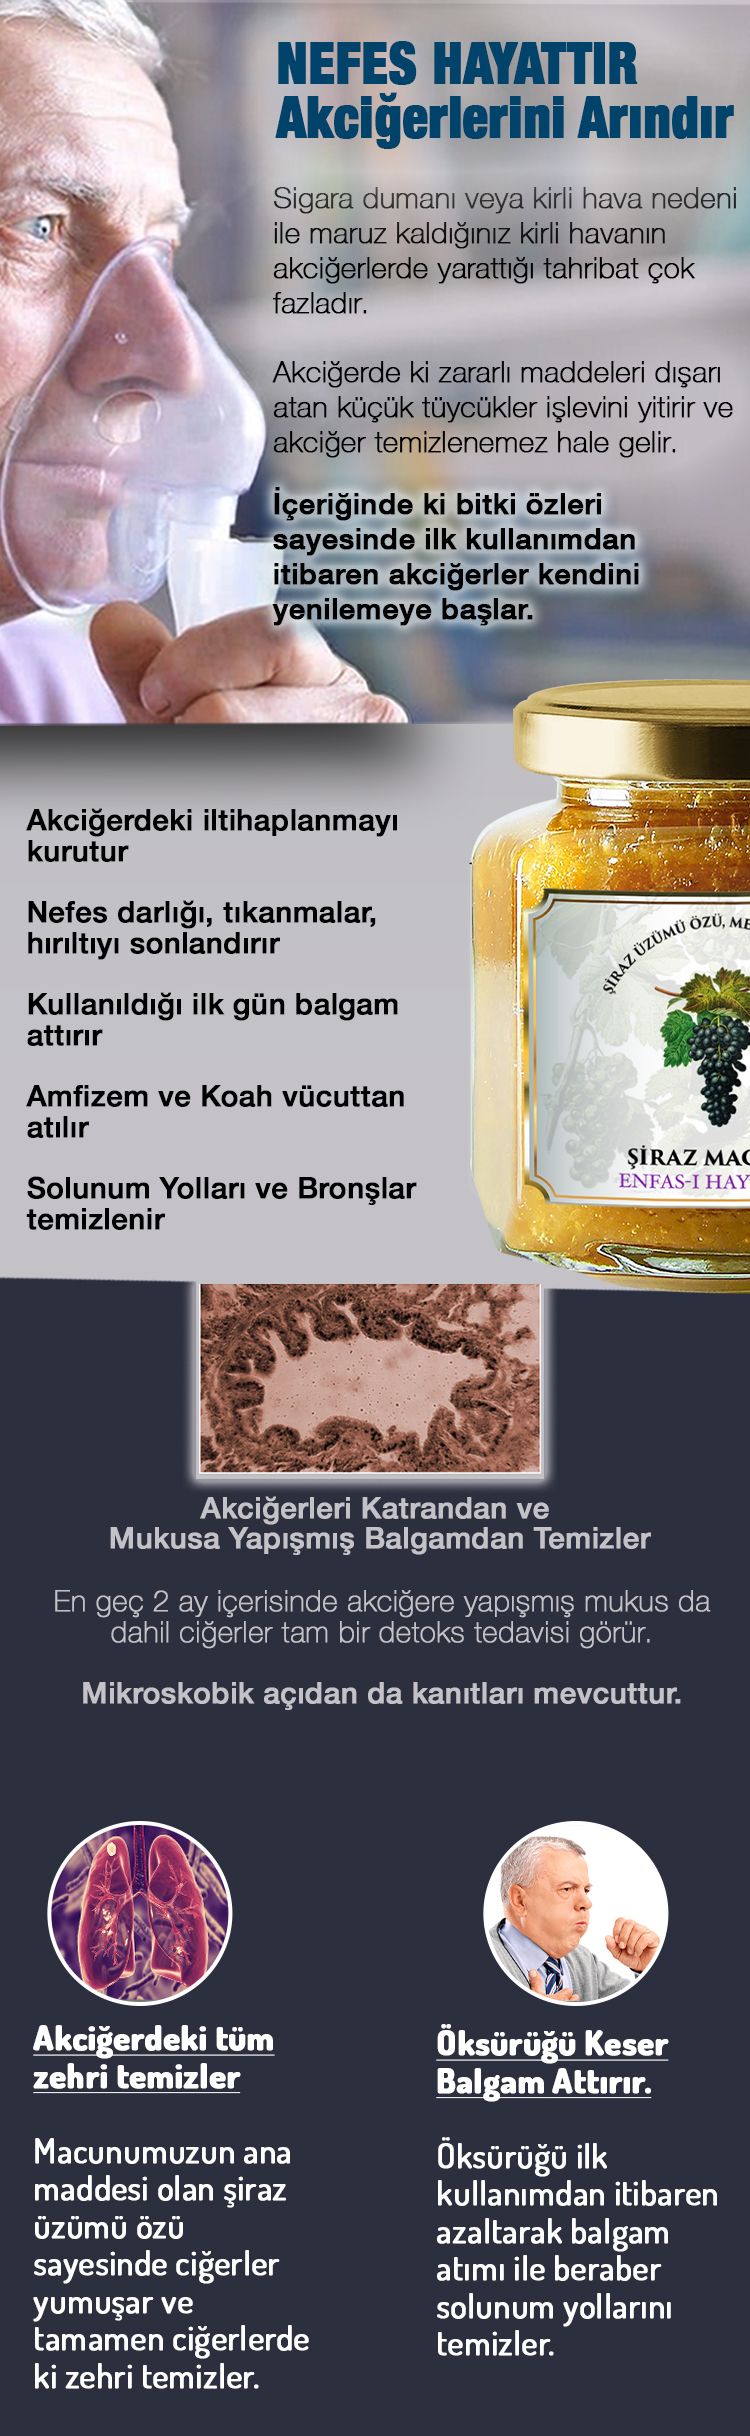 NEFES HAYATTIR
Akciğerlerini Arındır
Sigara dumanı veya kirli hava nedeni
ile maruz kaldığınız kirli havanın
akciğerlerde yarattığı tahribat çok
fazladır.
Akciğerde ki zararlı maddeleri dışarı
atan küçük tüycükler işlevini yitirir ve
akciğer temizlenemez hale gelir.
İçeriğinde ki bitki özleri
sayesinde ilk kullanımdan
itibaren akciğerler kendini
yenilemeye başlar.
Akciğerdeki iltihaplanmayı
kurutur
Nefes darlığı, tıkanmalar,
hırıltıyı sonlandırır
Kullanıldığı ilk gün balgam
attırır
Amfizem ve Koah vücuttan
atılır
Solunum Yolları ve Bronşlar
temizlenir
ŞİRAZ ÜZÜMÜ ÖZÜ,
ŞİRAZ
ENFAS-I
Akciğerleri Katrandan ve
Mukusa Yapışmış Balgamdan Temizler
En geç 2 ay içerisinde akciğere yapışmış mukus da
dahil ciğerler tam bir detoks tedavisi görür.
Mikroskobik açıdan da kanıtları mevcuttur.
Akciğerdeki tüm
zehri temizler
Macunumuzun ana
maddesi olan şiraz
üzümü özü
sayesinde ciğerler
yumuşar ve
tamamen ciğerlerde
ki zehri temizler.
Öksürüğü Keser
Balgam Attırır.
Öksürüğü ilk
kullanımdan itibaren
azaltarak balgam
atımı ile beraber
solunum yollarını
temizler.